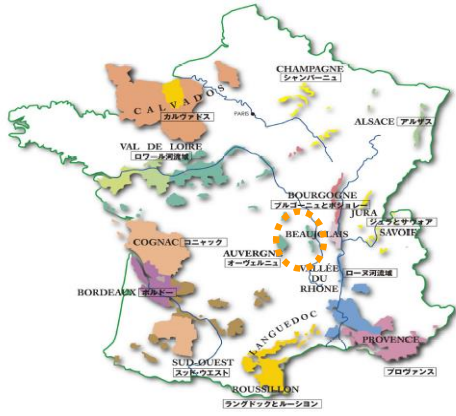 CHAMPAGNE
シャンパーニュ
CALVADOS
カルヴァドス
PARIS
ALSACE アルザス
VAL DE LOIRE
ロワール河流域
BOURGOGNE
ブルゴーニュとボジョレー
JURA
ジュラとサヴォア
SAVOIE
BEAUJOLAIS
COGNAC コニャック
AUVERGNE
オーヴェルニュ
VALLÉE
DU
RHÔNE
ローヌ河流域
BORDEAUX ボルドー
LANGUEDOC
PROVENCE
プロヴァンス
SUD-OUEST
スッド・ウエスト
ROUSSILLON
ラングドックとルーションヨン